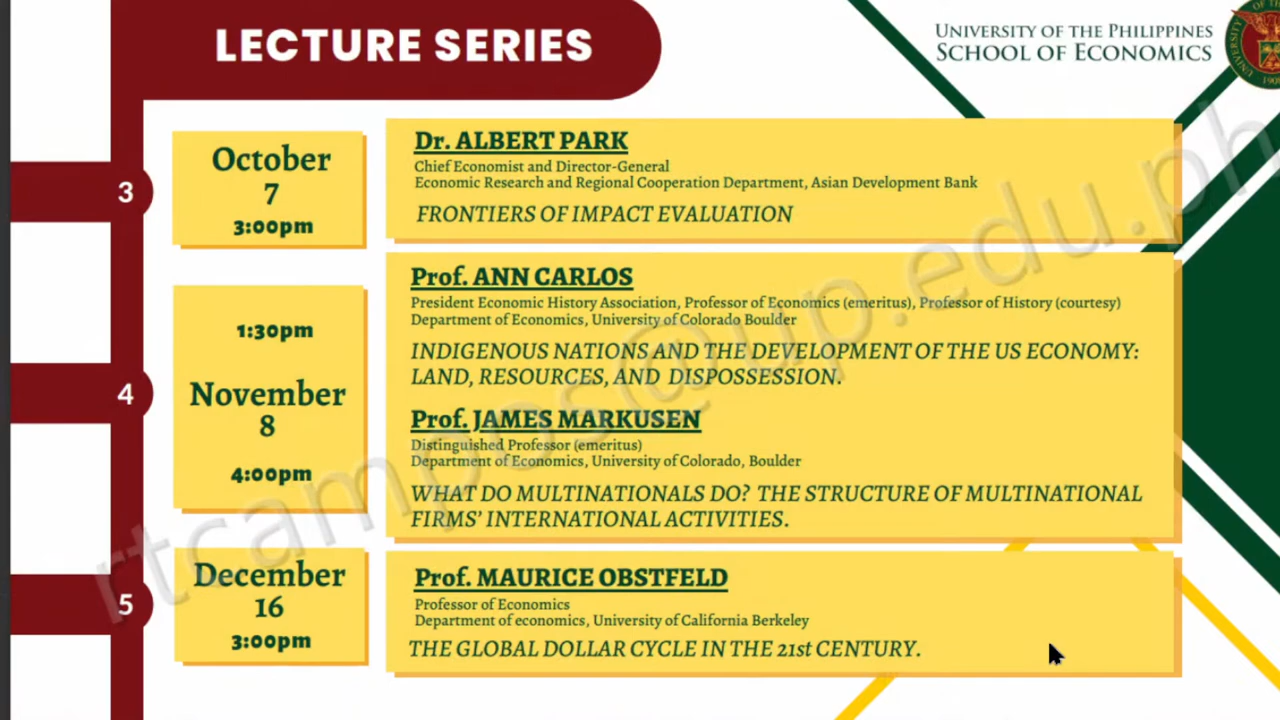 LECTURE SERIES
UNIVERSITY OF THE PHILIPPINES
SCHOOL OF ECONOMICS
3
October
7
3:00pm
Dr. ALBERT PARK
Chief Economist and Director-General
Economic Research and Regional Cooperation Department, Asian Development Bank
FRONTIERS OF IMPACT EVALUATION
4
1:30pm
November
8
4:00pm
Prof. ANN CARLOS
President Economic History Association, Professor of Economics (emeritus), Professor of History (courtesy)
Department of Economics, University of Colorado Boulder
INDIGENOUS NATIONS AND THE DEVELOPMENT OF THE US ECONOMY:
LAND, RESOURCES, AND DISPOSSESSION.
Prof. JAMES MARKUSEN
Distinguished Professor (emeritus)
Department of Economics, University of Colorado, Boulder
WHAT DO MULTINATIONALS DO? THE STRUCTURE OF MULTINATIONAL
FIRMS' INTERNATIONAL ACTIVITIES.
5
December
16
3:00pm
Prof. MAURICE OBSTFELD
Professor of Economics
Department of economics, University of California Berkeley
THE GLOBAL DOLLAR CYCLE IN THE 21st CENTURY.
rtcampos@up.edu.ph